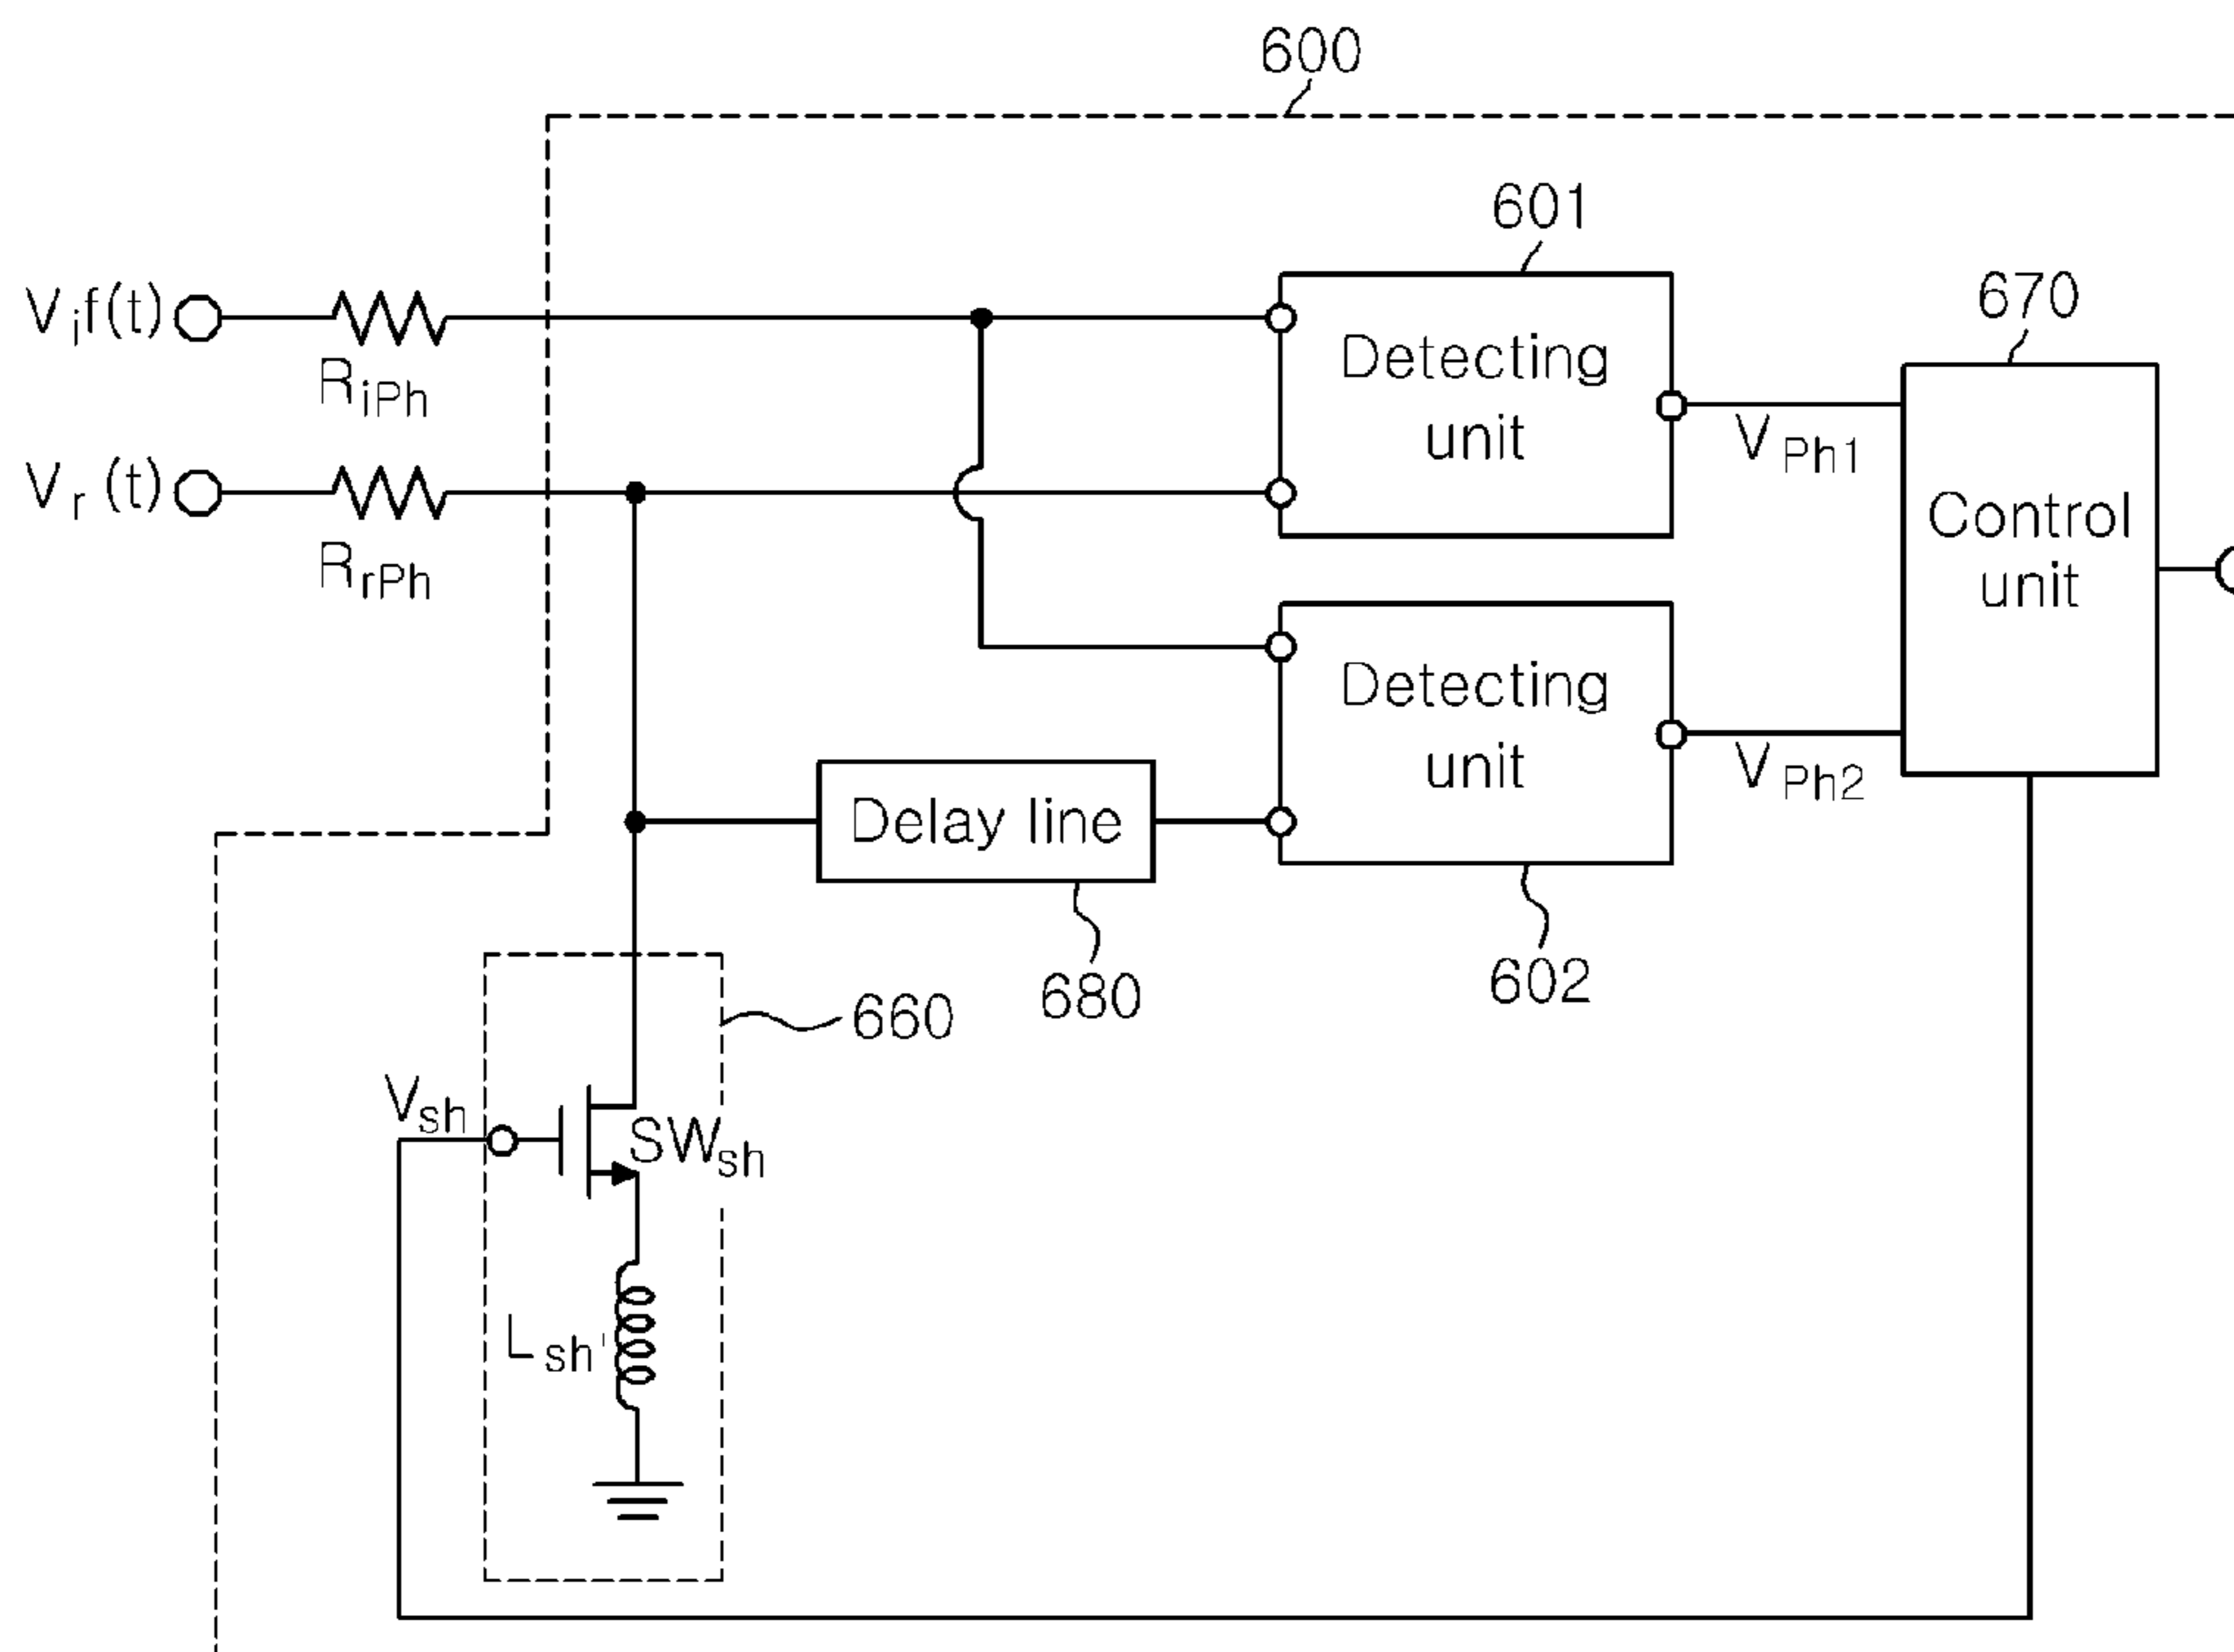 600
601
670
Vif(t)
RiPh
Detecting
unit
VPh1
Vr (t)
RrPh
Control
unit
Detecting
unit
VPh2
Delay line
680
602
660
Vsh
SWsh
Lsh'